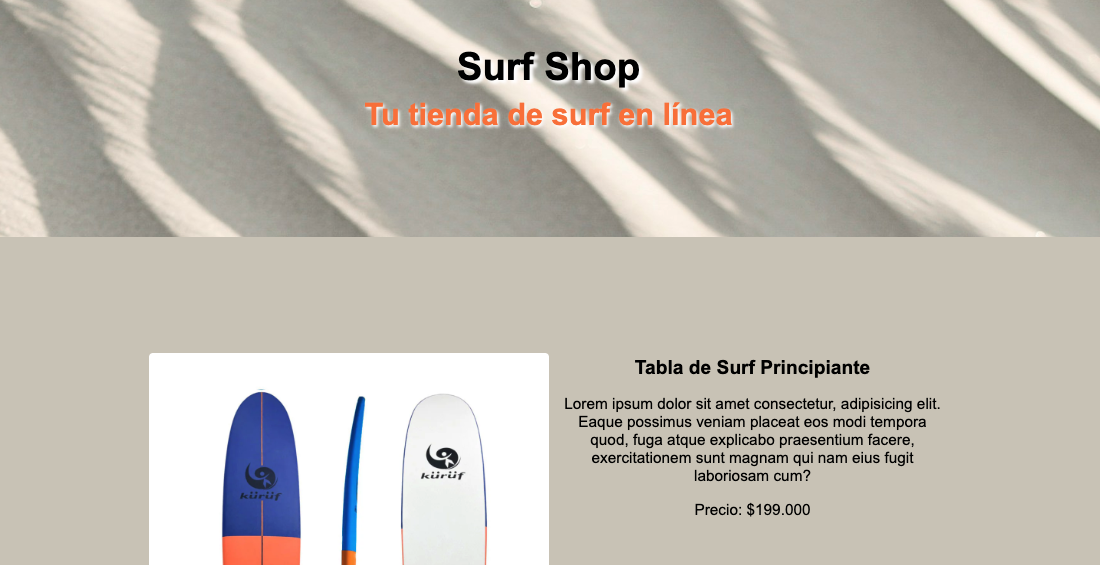 Surf Shop
Tu tienda de surf en línea
Tabla de Surf Principiante
Lorem ipsum dolor sit amet consectetur, adipisicing elit.
Eaque possimus veniam placeat eos modi tempora
quod, fuga atque explicabo praesentium facere,
exercitationem sunt magnam qui nam eius fugit
laboriosam cum?
Precio: $199.000
kürüf
kürüf